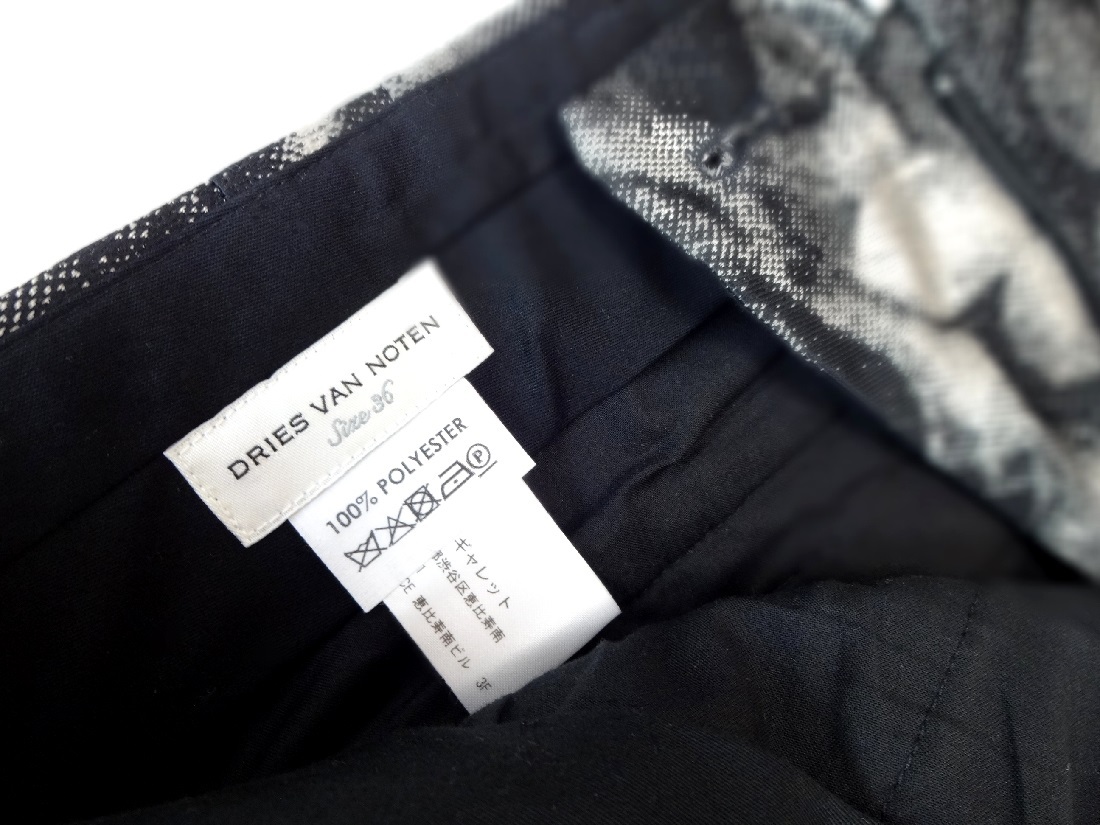 DRIES VAN NOTEN
Size 36
100% POLYESTER
P
キャレット
渋谷区恵比寿南
恵比寿南ビル 3F